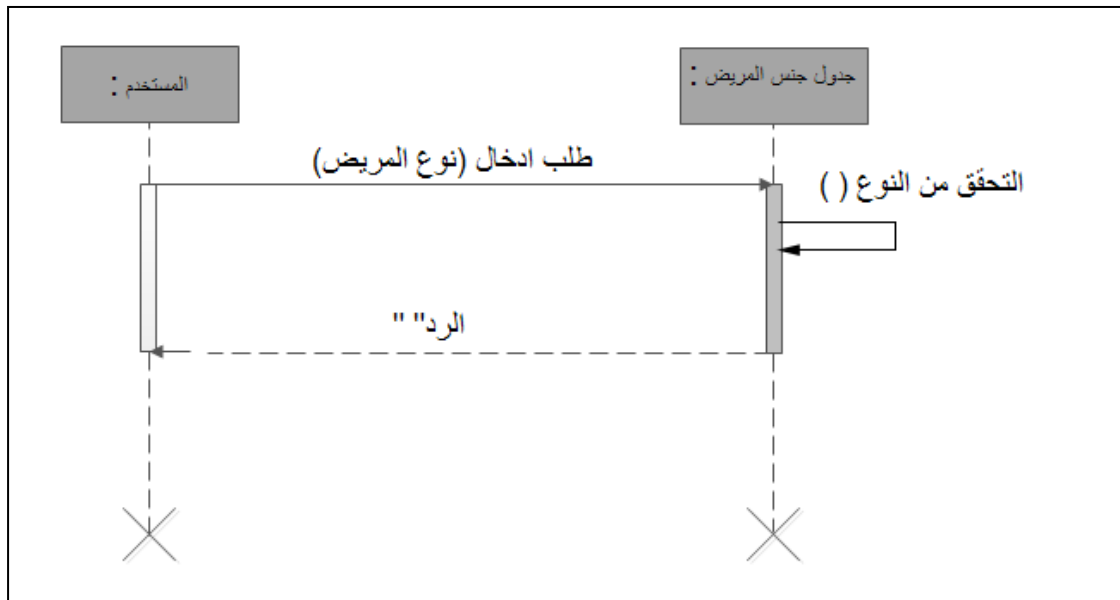 المستخدم :
جدول جنس المريض :
طلب ادخال (نوع المريض)
التحقق من النوع ( )
الرد" "